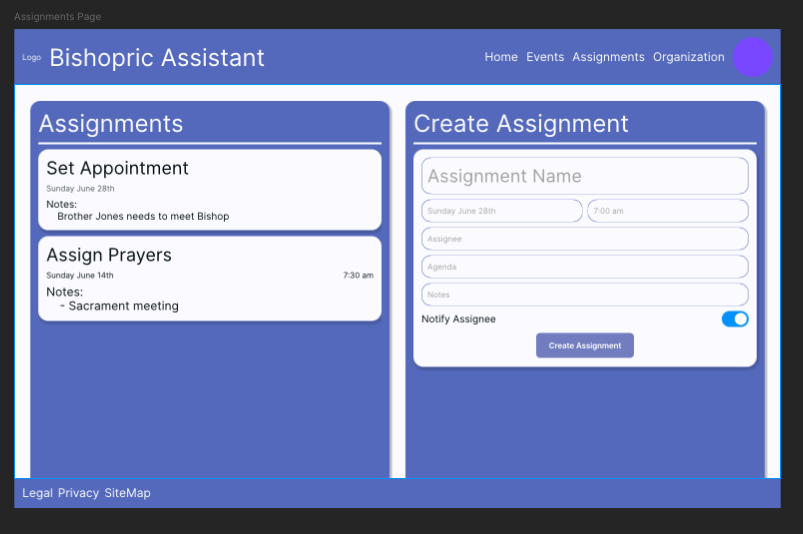 Assignments Page
Logo Bishopric Assistant Home Events Assignments Organization
Assignments
Set Appointment
Sunday June 28th
Notes:
Brother Jones needs to meet Bishop
Assign Prayers
Sunday June 14th 7:30 am
Notes:
- Sacrament meeting
Create Assignment
Assignment Name
Sunday June 28th 7:00 am
Assignee
Agenda
Notes
Notify Assignee
Create Assignment
Legal Privacy SiteMap